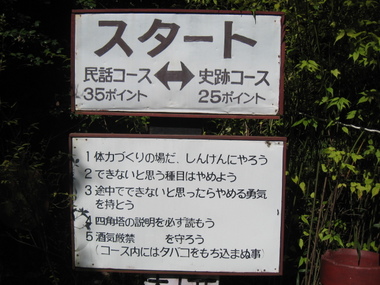 スタート
民話コース ↔ 史跡コース
35ポイント 25ポイント
1 体力づくりの場だ、しんけんにやろう
2 できないと思う種目はやめよう
3 途中でできないと思ったらやめる勇気
を持とう
4 四角塔の説明を必ず読もう
5 酒気厳禁 を守ろう
(コース内にはタバコをもち込まぬ事)